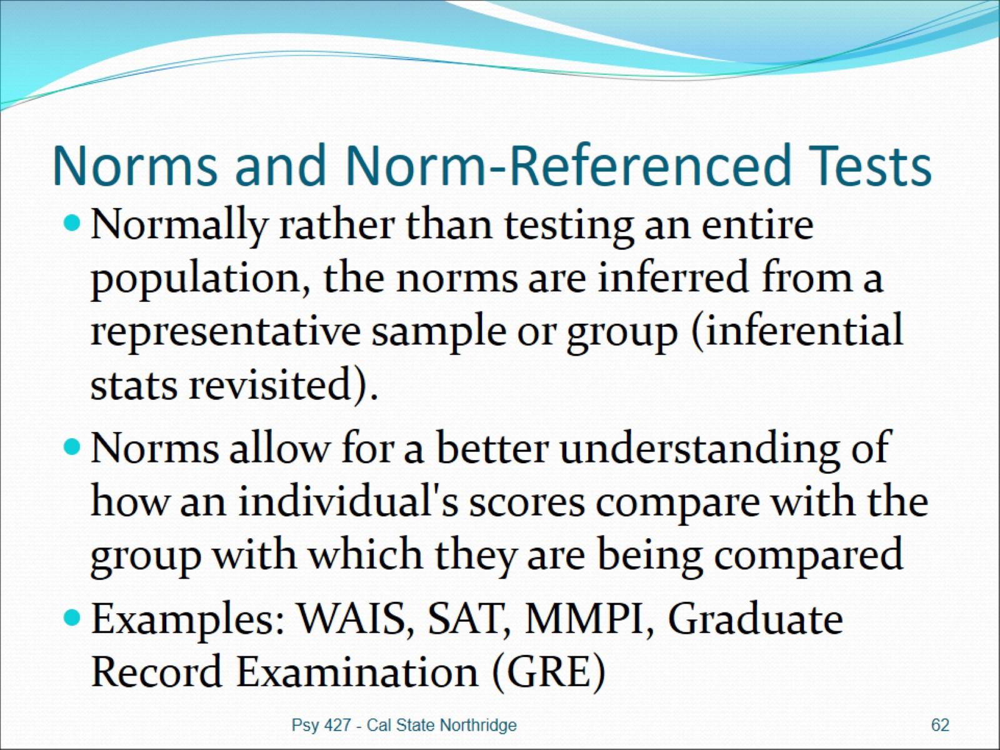 Norms and Norm-Referenced Tests
• Normally rather than testing an entire
population, the norms are inferred from a
representative sample or group (inferential
stats revisited).
• Norms allow for a better understanding of
how an individual's scores compare with the
group with which they are being compared
• Examples: WAIS, SAT, MMPI, Graduate
Record Examination (GRE)
Psy 427 - Cal State Northridge
62